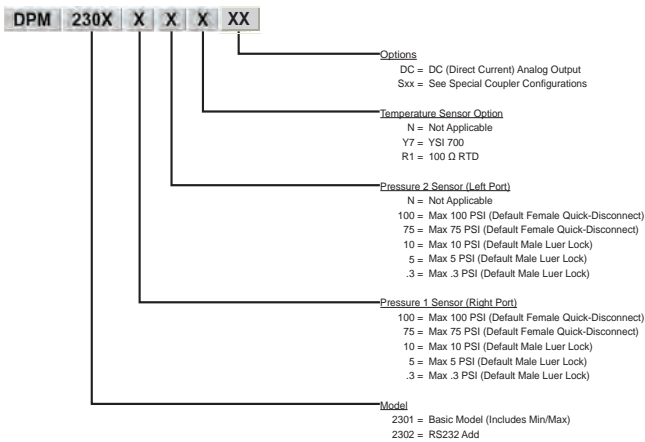 DPM 230X X X X XX
Options
DC = DC (Direct Current) Analog Output
Sxx = See Special Coupler Configurations
Temperature Sensor Option
N = Not Applicable
Y7 = YSI 700
R1 = 100 Ω RTD
Pressure 2 Sensor (Left Port)
N = Not Applicable
100 = Max 100 PSI (Default Female Quick-Disconnect)
75 = Max 75 PSI (Default Female Quick-Disconnect)
10 = Max 10 PSI (Default Male Luer Lock)
5 = Max 5 PSI (Default Male Luer Lock)
.3 = Max .3 PSI (Default Male Luer Lock)
Pressure 1 Sensor (Right Port)
100 = Max 100 PSI (Default Female Quick-Disconnect)
75 = Max 75 PSI (Default Female Quick-Disconnect)
10 = Max 10 PSI (Default Male Luer Lock)
5 = Max 5 PSI (Default Male Luer Lock)
.3 = Max .3 PSI (Default Male Luer Lock)
Model
2301 = Basic Model (Includes Min/Max)
2302 = RS232 Add